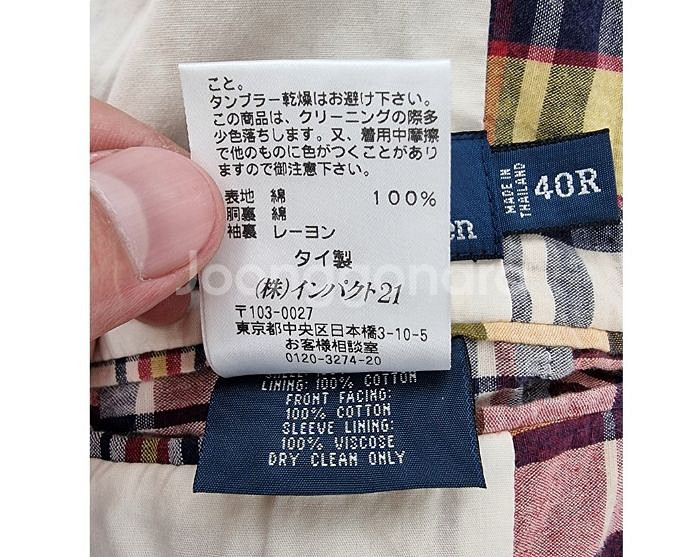 こと。
タンブラー乾燥はお避け下さい。
この商品は、クリーニングの際多
少色落ちします。又、着用中摩擦
で他のものに色がつくことがあり
ますので御注意下さい。
表地 綿 100%
胴裏 綿
袖裏 レーヨン
タイ製
(株)インパクト21
〒103-0027
東京都中央区日本橋3-10-5
お客様相談室
0120-3274-20
en
MADE IN
THAILAND
40R
Joonggonara
LINING: 100% COTTON
FRONT FACING:
100% COTTON
SLEEVE LINING:
100% VISCOSE
DRY CLEAN ONLY